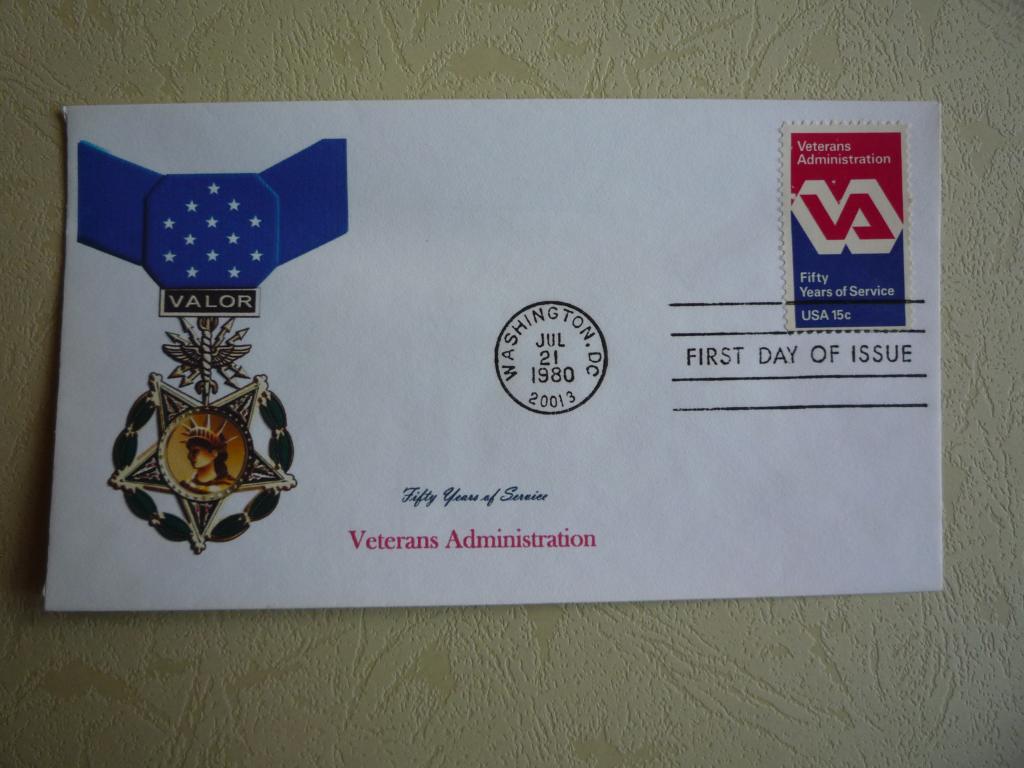 VALOR
Veterans
Administration
VA
Fifty
Years of Service
USA 15c
WASHINGTON, DC
JUL
21
1980
20013
FIRST DAY OF ISSUE
Fifty Years of Service
Veterans Administration